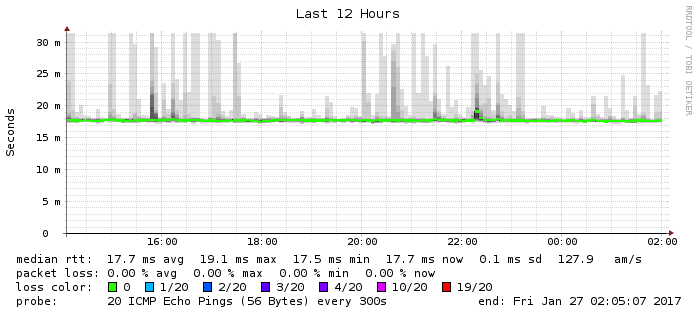 Last 12 Hours
RRDTOOL / TOBI OETIKER
Seconds
30 m
25 m
20 m
15 m
10 m
5 m
0
16:00 18:00 20:00 22:00 00:00 02:00
median rtt: 17.7 ms avg 19.1 ms max 17.5 ms min 17.7 ms now 0.1 ms sd 127.9 am/s
packet loss: 0.00 % avg 0.00 % max 0.00 % min 0.00 % now
loss color: 0 1/20 2/20 3/20 4/20 10/20 19/20
probe: 20 ICMP Echo Pings (56 Bytes) every 300s end: Fri Jan 27 02:05:07 2017